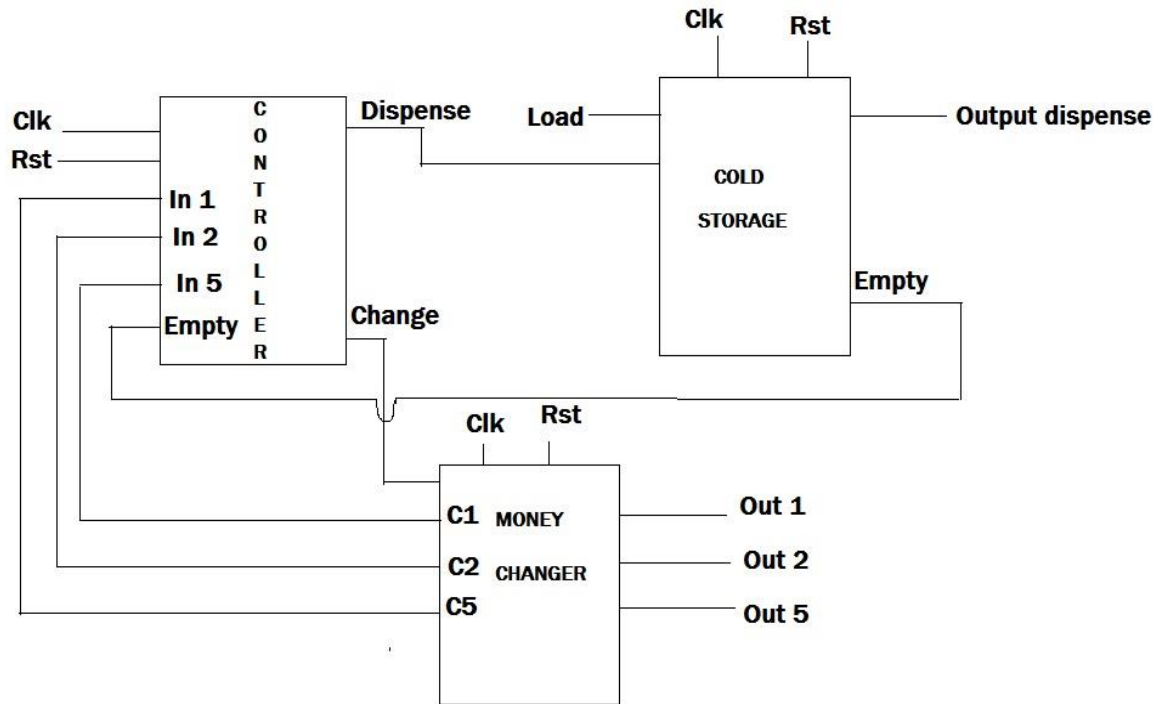 Clk
Rst
In 1
In 2
In 5
Empty
CONTROLLER
Dispense
Change
Clk
Rst
Load
COLD
STORAGE
Output dispense
Empty
Clk
Rst
C1 MONEY
C2 CHANGER
C5
Out 1
Out 2
Out 5